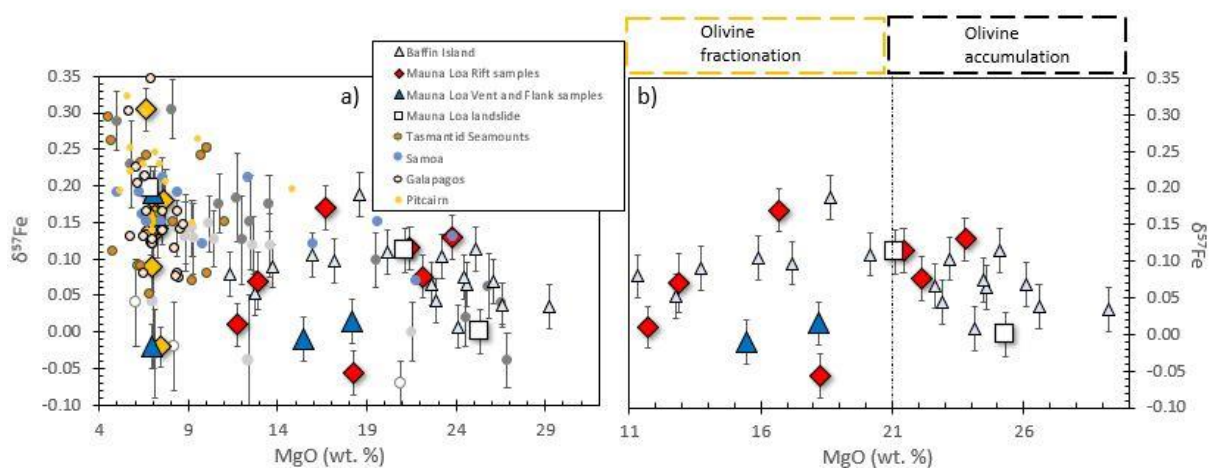 Olivine
fractionation
Olivine
accumulation
Baffin Island
Mauna Loa Rift samples
Mauna Loa Vent and Flank samples
Mauna Loa landslide
Tasmantid Seamounts
Samoa
Galapagos
Pitcairn
a)
0.35
0.30
0.25
0.20
0.15
0.10
0.05
0.00
-0.05
-0.10
δ⁵⁷Fe
4
9
14
19
24
29
MgO (wt. %)
b)
11
16
21
26
MgO (wt. %)
0.35
0.30
0.25
0.20
0.15
0.10
0.05
0.00
-0.05
-0.10
δ⁵⁷Fe